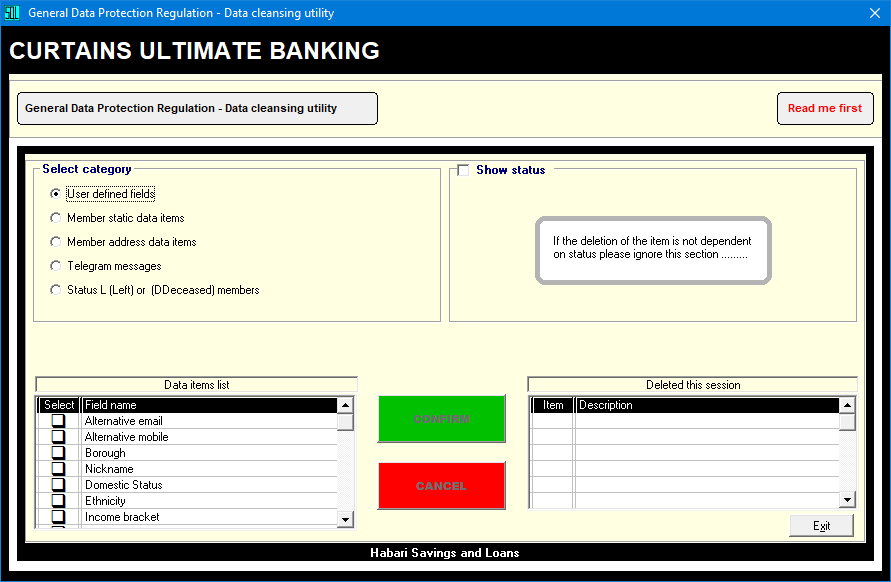 General Data Protection Regulation - Data cleansing utility
CURTAINS ULTIMATE BANKING
General Data Protection Regulation - Data cleansing utility
Read me first
Select category
User defined fields
Member static data items
Member address data items
Telegram messages
Status L (Left) or (DDeceased) members
Show status
If the deletion of the item is not dependent
on status please ignore this section .........
Data items list
Select Field name
Alternative email
Alternative mobile
Borough
Nickname
Domestic Status
Ethnicity
Income bracket
CONFIRM
CANCEL
Deleted this session
Item Description
Exit
Habari Savings and Loans